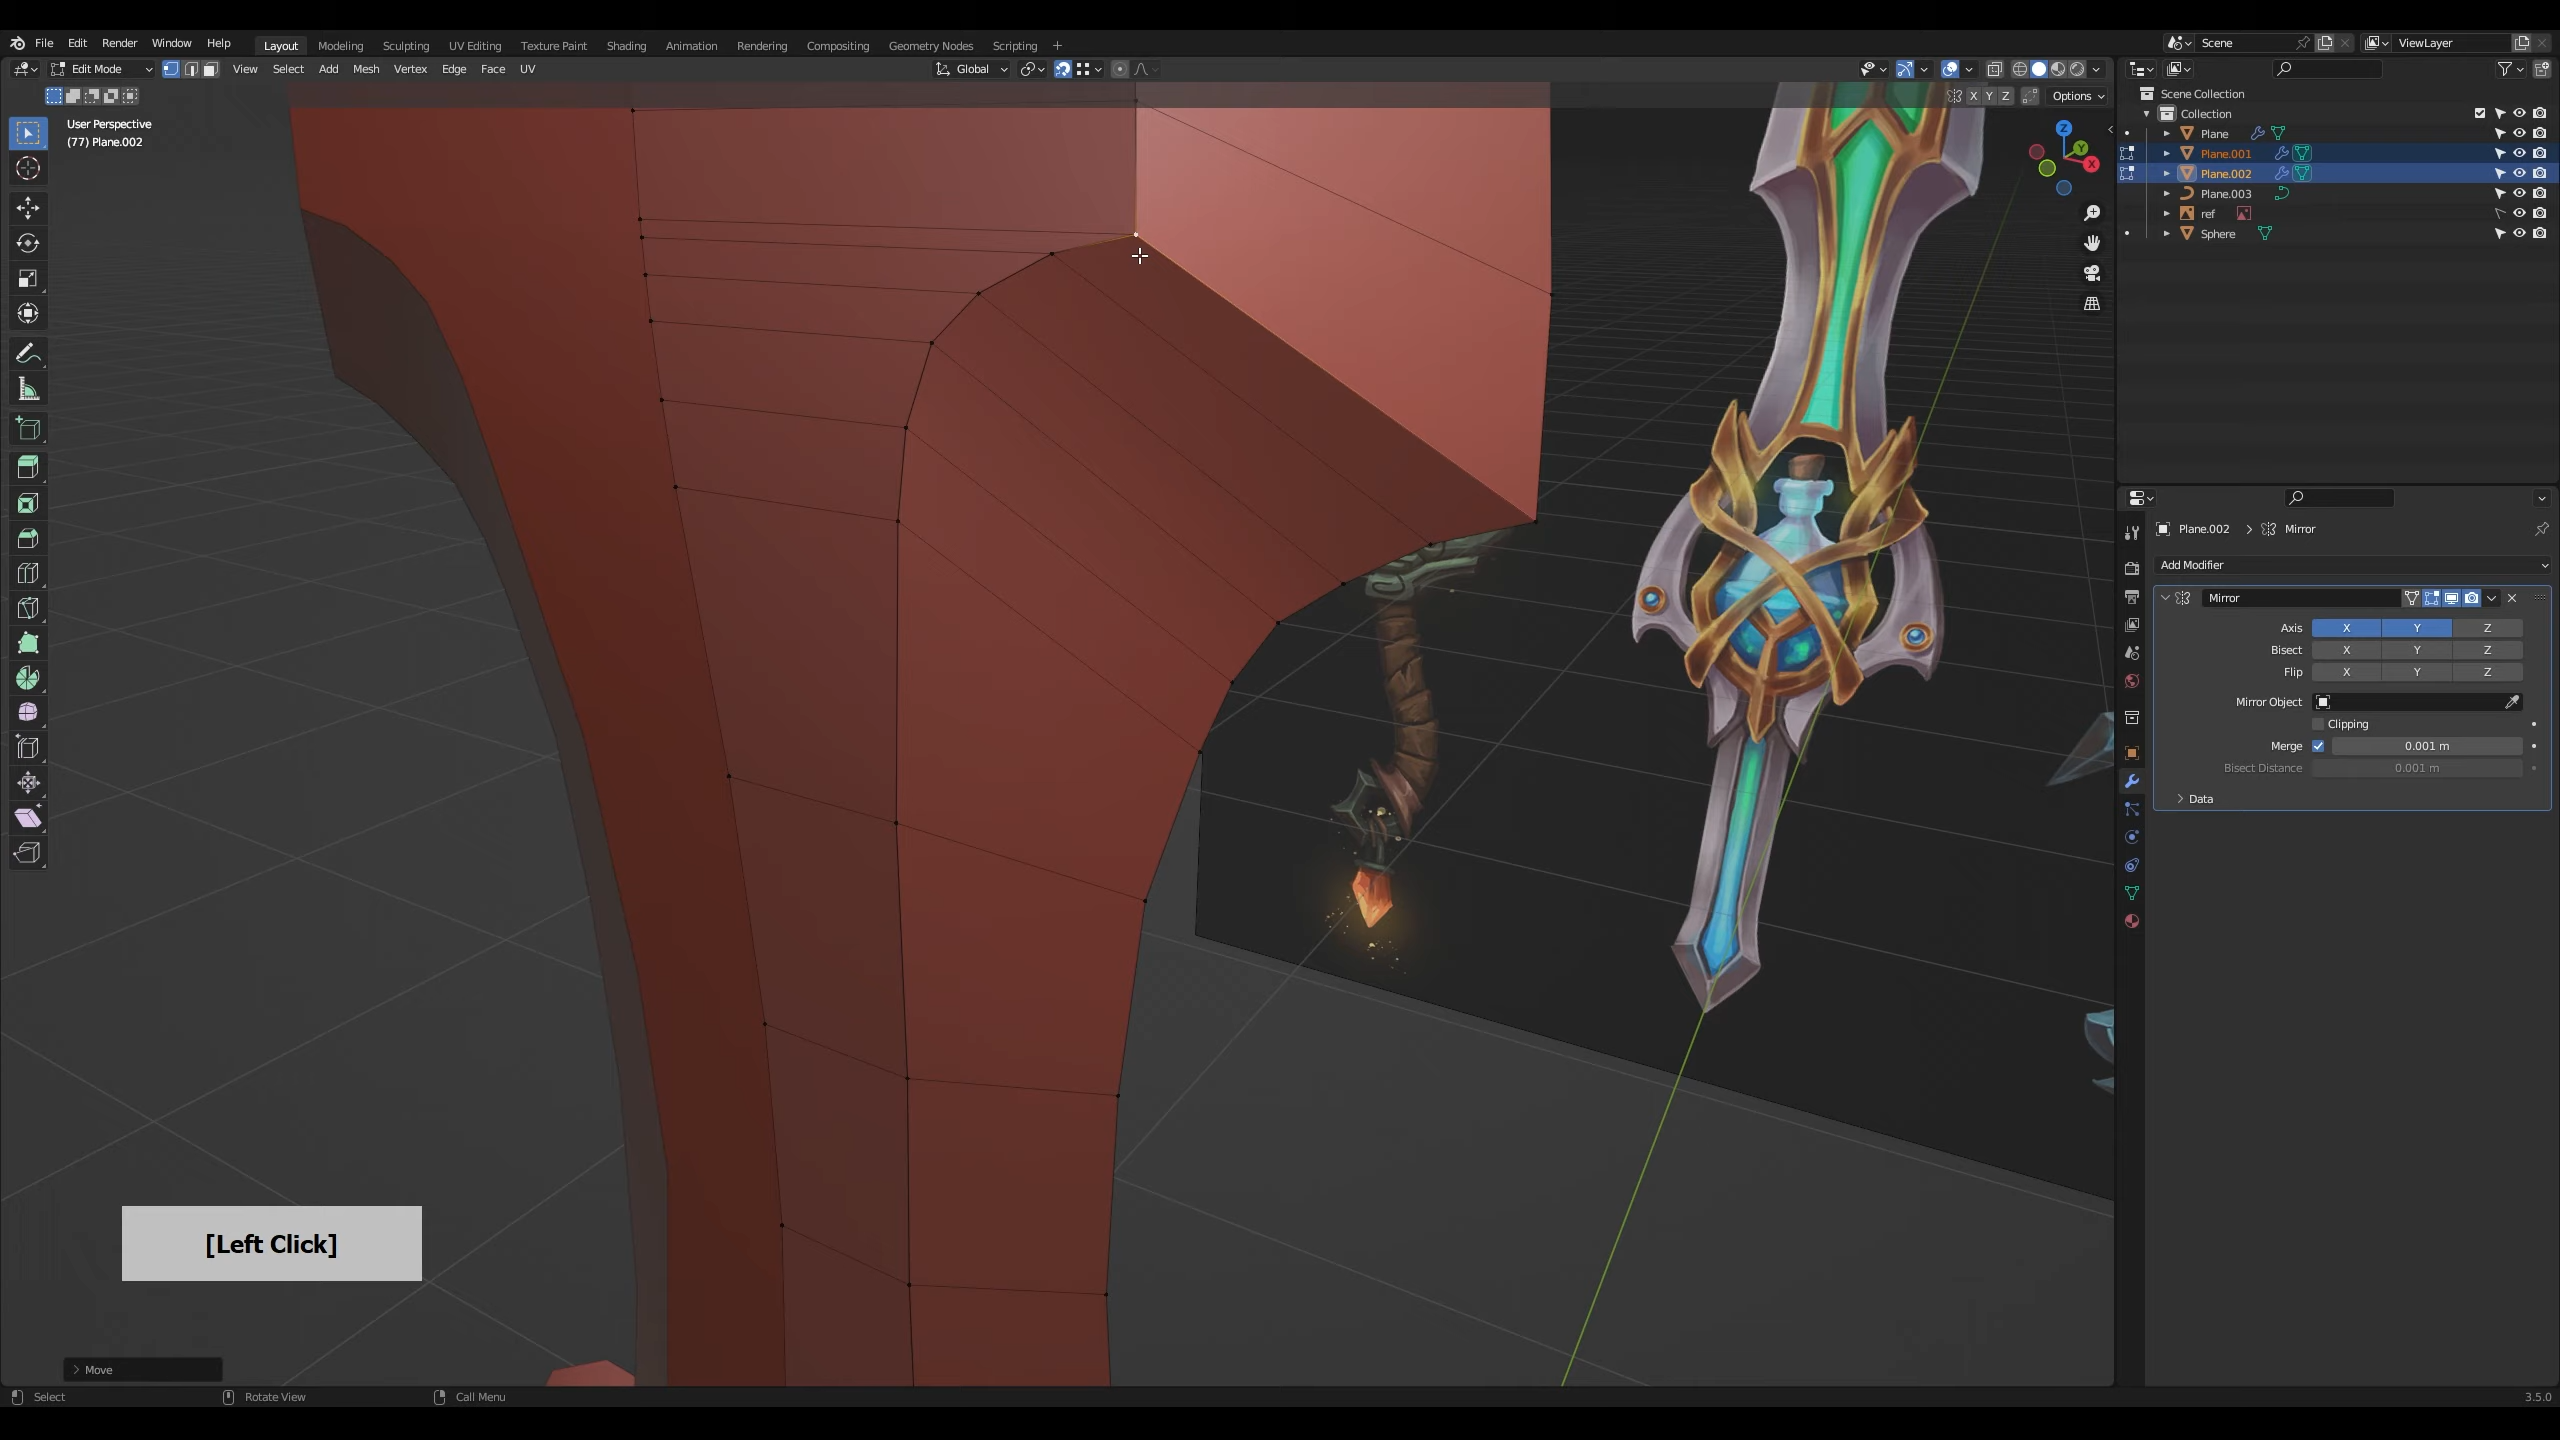 File Edit Render Window Help Layout Modeling Sculpting UV Editing Texture Paint Shading Animation Rendering Compositing Geometry Nodes Scripting + Scene ViewLayer
Edit Mode View Select Add Mesh Vertex Edge Face UV Global
X Y Z Options
User Perspective
(77) Plane.002
Z
Y
X
Scene Collection
Collection
Plane
Plane.001
Plane.002
Plane.003
ref
Sphere
Plane.002 > Mirror
Add Modifier
Mirror
Axis X Y Z
Bisect X Y Z
Flip X Y Z
Mirror Object
Clipping
Merge 0.001 m
Bisect Distance 0.001 m
> Data
[Left Click]
> Move
Select Rotate View Call Menu 3.5.0